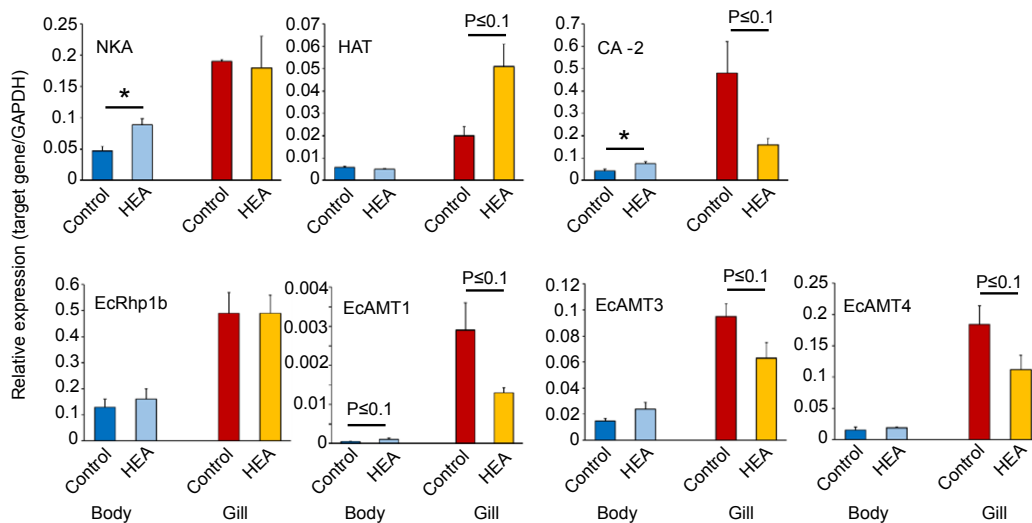 Relative expression (target gene/GAPDH)
NKA
0.25
0.2
0.15
0.1
0.05
0
*
Control
HEA
Control
HEA
HAT
0.07
0.06
0.05
0.04
0.03
0.02
0.01
0
P≤0.1
Control
HEA
Control
HEA
CA -2
0.7
0.6
0.5
0.4
0.3
0.2
0.1
0
*
P≤0.1
Control
HEA
Control
HEA
EcRhp1b
0.6
0.5
0.4
0.3
0.2
0.1
0
Control
HEA
Control
HEA
Body
Gill
EcAMT1
0.004
0.003
0.002
0.001
0
P≤0.1
P≤0.1
Control
HEA
Control
HEA
Body
Gill
EcAMT3
0.12
0.1
0.08
0.06
0.04
0.02
0
P≤0.1
Control
HEA
Control
HEA
Body
Gill
EcAMT4
0.25
0.2
0.15
0.1
0.05
0
P≤0.1
Control
HEA
Control
HEA
Body
Gill